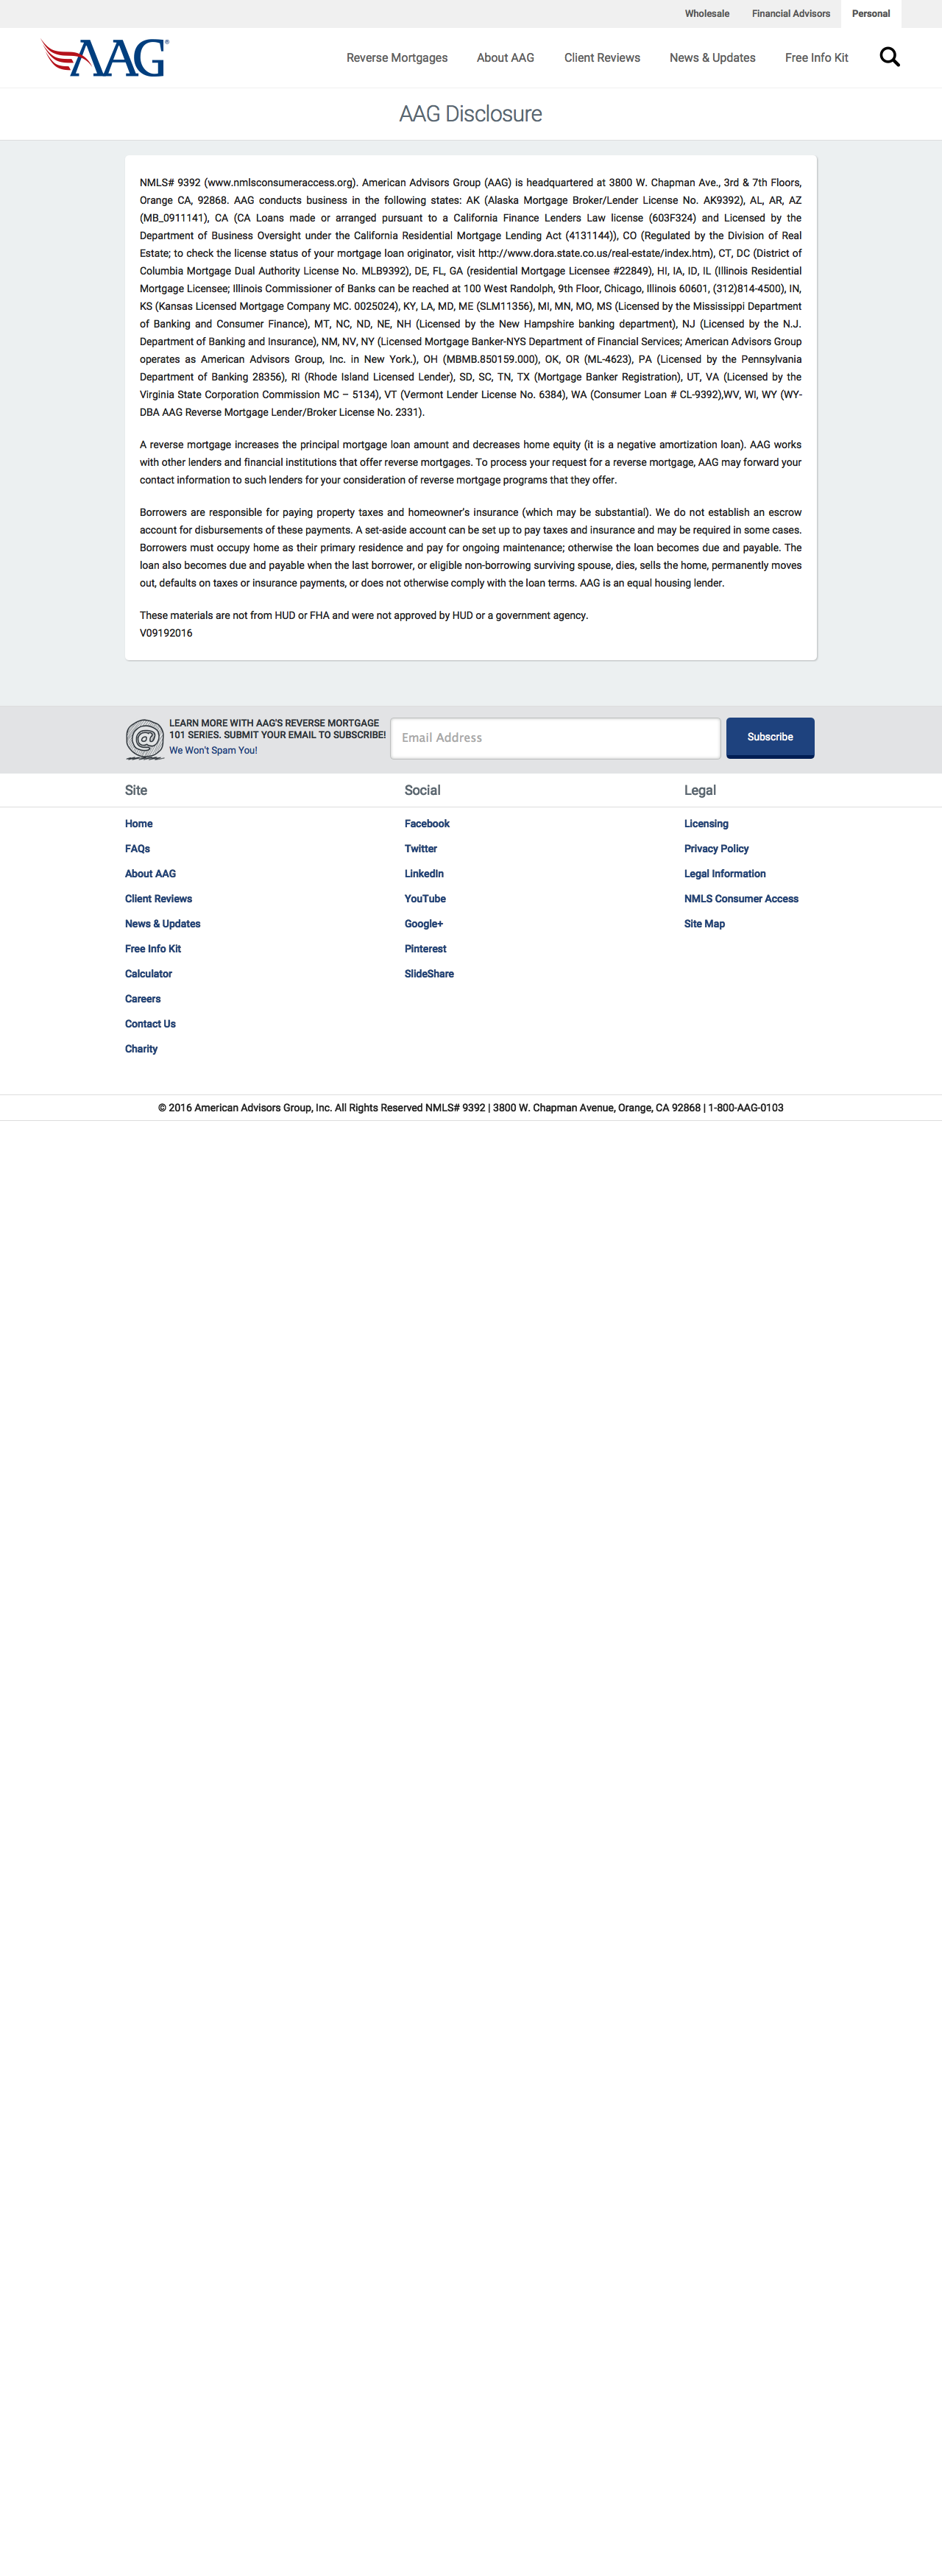 Wholesale Financial Advisors Personal
AAG®
Reverse Mortgages About AAG Client Reviews News & Updates Free Info Kit
AAG Disclosure
NMLS# 9392 (www.nmlsconsumeraccess.org). American Advisors Group (AAG) is headquartered at 3800 W. Chapman Ave., 3rd & 7th Floors,
Orange CA, 92868. AAG conducts business in the following states: AK (Alaska Mortgage Broker/Lender License No. AK9392), AL, AR, AZ
(MB_0911141), CA (CA Loans made or arranged pursuant to a California Finance Lenders Law license (603F324) and Licensed by the
Department of Business Oversight under the California Residential Mortgage Lending Act (4131144)), CO (Regulated by the Division of Real
Estate; to check the license status of your mortgage loan originator, visit http://www.dora.state.co.us/real-estate/index.htm), CT, DC (District of
Columbia Mortgage Dual Authority License No. MLB9392), DE, FL, GA (residential Mortgage Licensee #22849), HI, IA, ID, IL (Illinois Residential
Mortgage Licensee; Illinois Commissioner of Banks can be reached at 100 West Randolph, 9th Floor, Chicago, Illinois 60601, (312)814-4500), IN,
KS (Kansas Licensed Mortgage Company MC. 0025024), KY, LA, MD, ME (SLM11356), MI, MN, MO, MS (Licensed by the Mississippi Department
of Banking and Consumer Finance), MT, NC, ND, NE, NH (Licensed by the New Hampshire banking department), NJ (Licensed by the N.J.
Department of Banking and Insurance), NM, NV, NY (Licensed Mortgage Banker-NYS Department of Financial Services; American Advisors Group
operates as American Advisors Group, Inc. in New York.), OH (MBMB.850159.000), OK, OR (ML-4623), PA (Licensed by the Pennsylvania
Department of Banking 28356), RI (Rhode Island Licensed Lender), SD, SC, TN, TX (Mortgage Banker Registration), UT, VA (Licensed by the
Virginia State Corporation Commission MC – 5134), VT (Vermont Lender License No. 6384), WA (Consumer Loan # CL-9392),WV, WI, WY (WY-
DBA AAG Reverse Mortgage Lender/Broker License No. 2331).
A reverse mortgage increases the principal mortgage loan amount and decreases home equity (it is a negative amortization loan). AAG works
with other lenders and financial institutions that offer reverse mortgages. To process your request for a reverse mortgage, AAG may forward your
contact information to such lenders for your consideration of reverse mortgage programs that they offer.
Borrowers are responsible for paying property taxes and homeowner's insurance (which may be substantial). We do not establish an escrow
account for disbursements of these payments. A set-aside account can be set up to pay taxes and insurance and may be required in some cases.
Borrowers must occupy home as their primary residence and pay for ongoing maintenance; otherwise the loan becomes due and payable. The
loan also becomes due and payable when the last borrower, or eligible non-borrowing surviving spouse, dies, sells the home, permanently moves
out, defaults on taxes or insurance payments, or does not otherwise comply with the loan terms. AAG is an equal housing lender.
These materials are not from HUD or FHA and were not approved by HUD or a government agency.
V09192016
LEARN MORE WITH AAG'S REVERSE MORTGAGE
101 SERIES. SUBMIT YOUR EMAIL TO SUBSCRIBE!
We Won't Spam You!
Email Address
Subscribe
Site
Home
FAQs
About AAG
Client Reviews
News & Updates
Free Info Kit
Calculator
Careers
Contact Us
Charity
Social
Facebook
Twitter
LinkedIn
YouTube
Google+
Pinterest
SlideShare
Legal
Licensing
Privacy Policy
Legal Information
NMLS Consumer Access
Site Map
© 2016 American Advisors Group, Inc. All Rights Reserved NMLS# 9392 | 3800 W. Chapman Avenue, Orange, CA 92868 | 1-800-AAG-0103